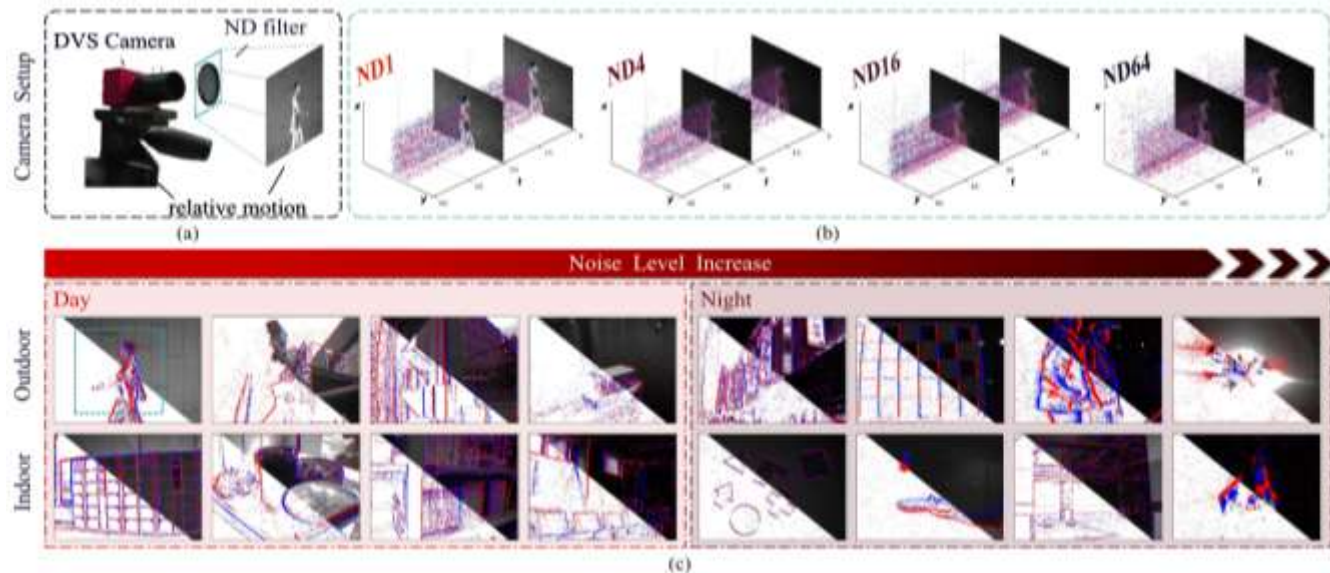 Camera Setup
DVS Camera
ND filter
relative motion
(a)
ND1
ND4
ND16
ND64
(b)
Noise Level Increase
Day
Night
Outdoor
Indoor
(c)